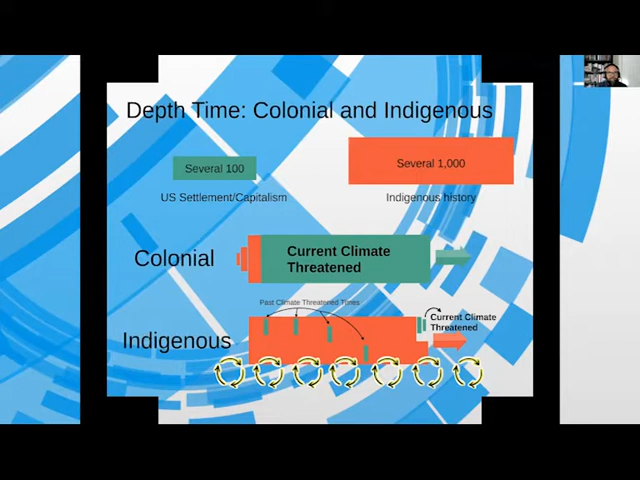 Depth Time: Colonial and Indigenous
Several 100
Several 1,000
US Settlement/Capitalism
Indigenous history
Colonial
Current Climate
Threatened
Past Climate Threatened Times
Indigenous
Current Climate
Threatened